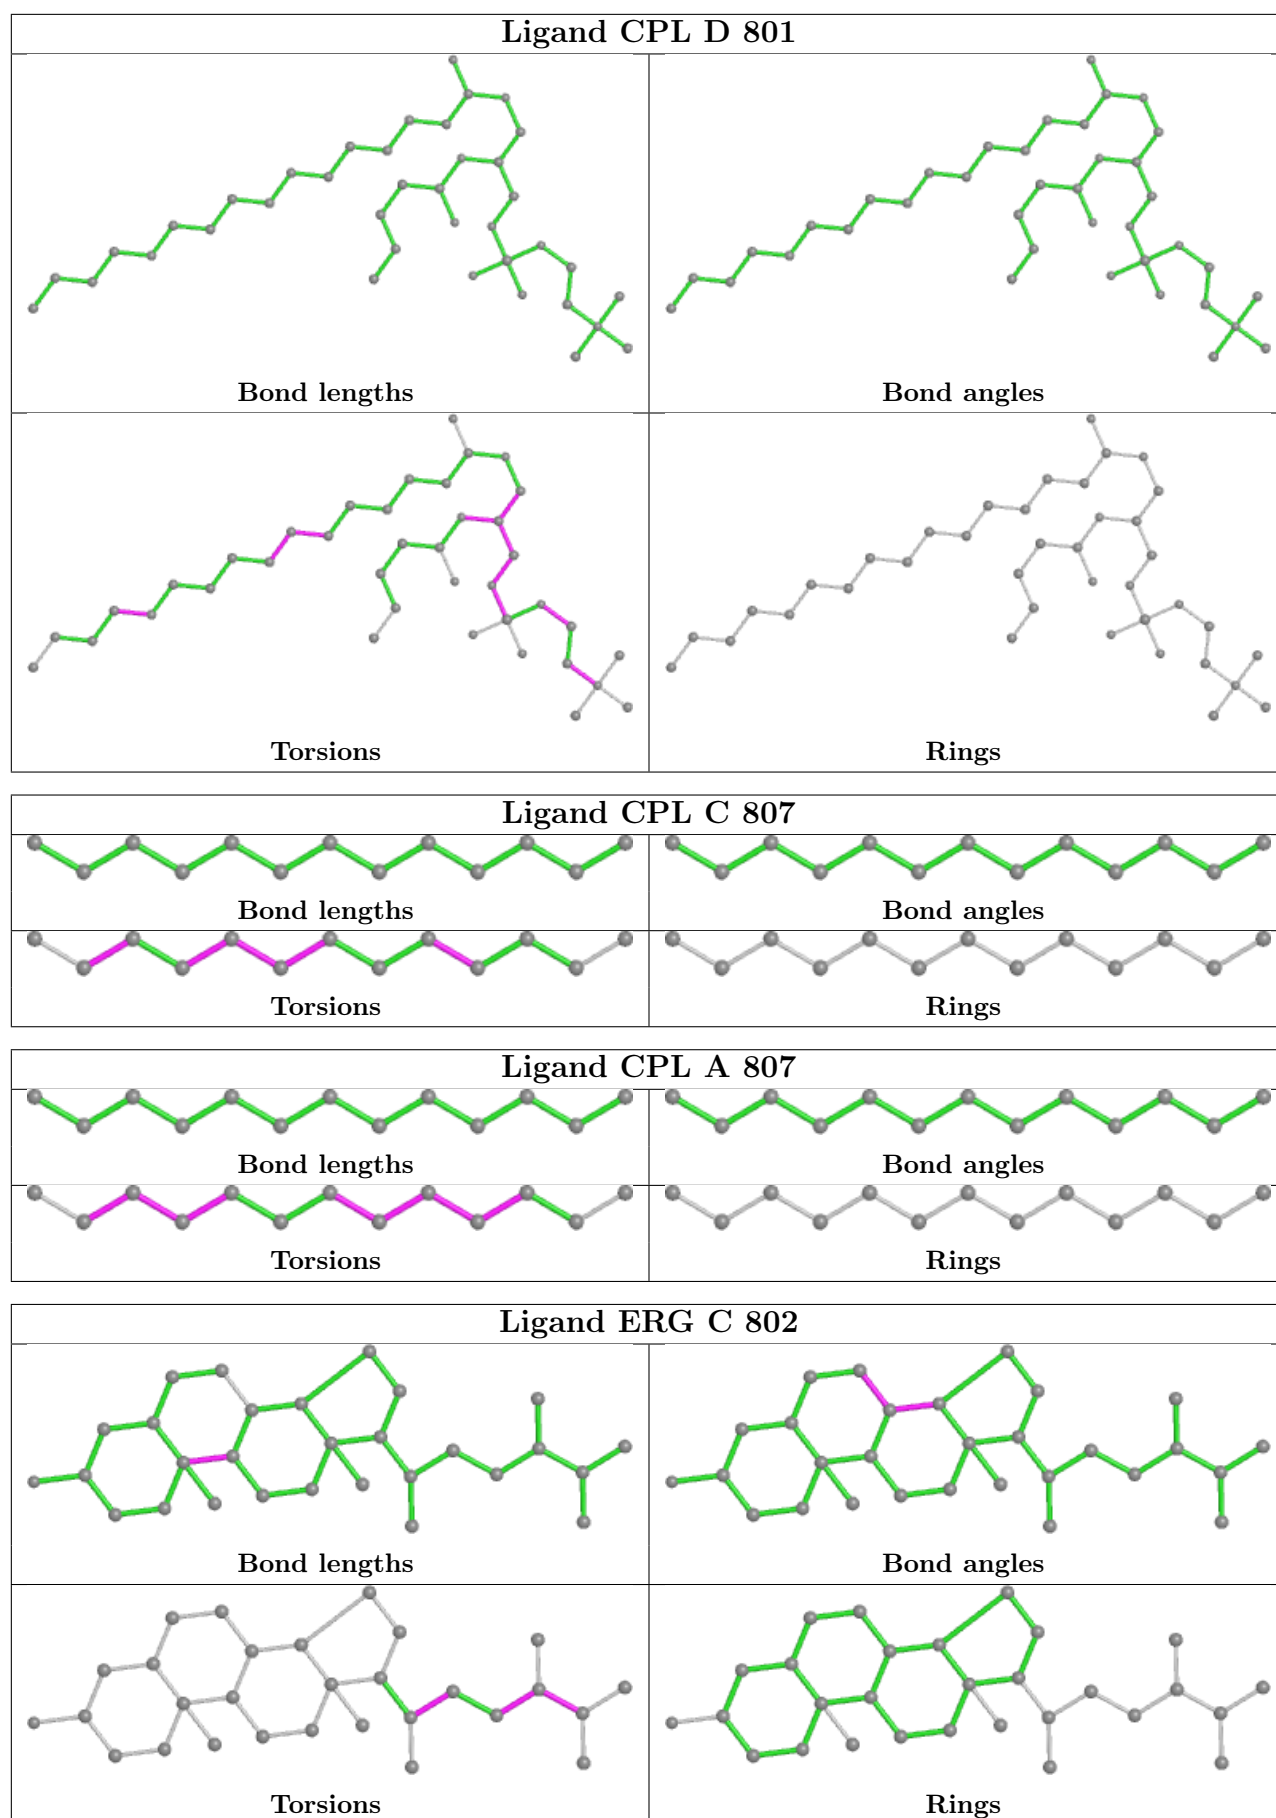 Ligand CPL D 801
Bond lengths
Bond angles
Torsions
Rings
Ligand CPL C 807
Bond lengths
Bond angles
Torsions
Rings
Ligand CPL A 807
Bond lengths
Bond angles
Torsions
Rings
Ligand ERG C 802
Bond lengths
Bond angles
Torsions
Rings